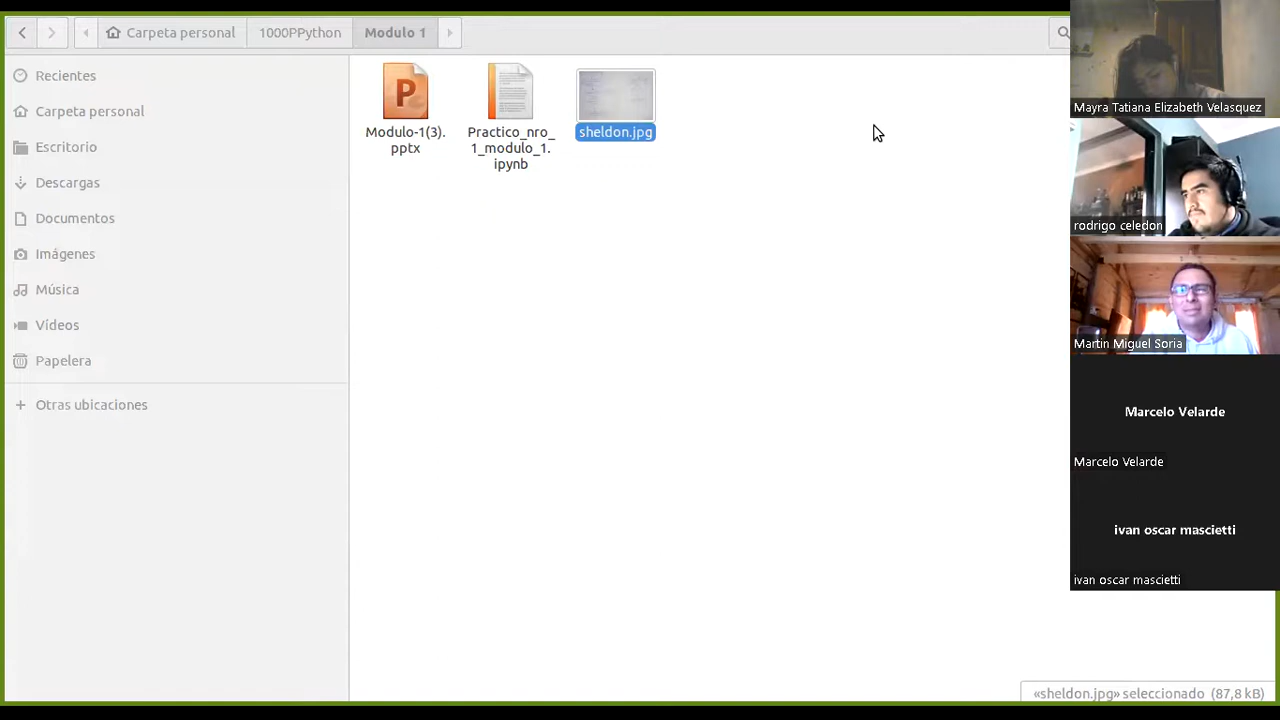 Carpeta personal
1000PPython
Modulo 1
Recientes
Carpeta personal
Escritorio
Descargas
Documentos
Imágenes
Música
Vídeos
Papelera
Otras ubicaciones
P
Modulo-1(3).
pptx
Practico_nro_
1_modulo_1.
ipynb
sheldon.jpg
Mayra Tatiana Elizabeth Velasquez
rodrigo celedon
Martin Miguel Soria
Marcelo Velarde
Marcelo Velarde
ivan oscar mascietti
ivan oscar mascietti
«sheldon.jpg» seleccionado (87,8 kB)